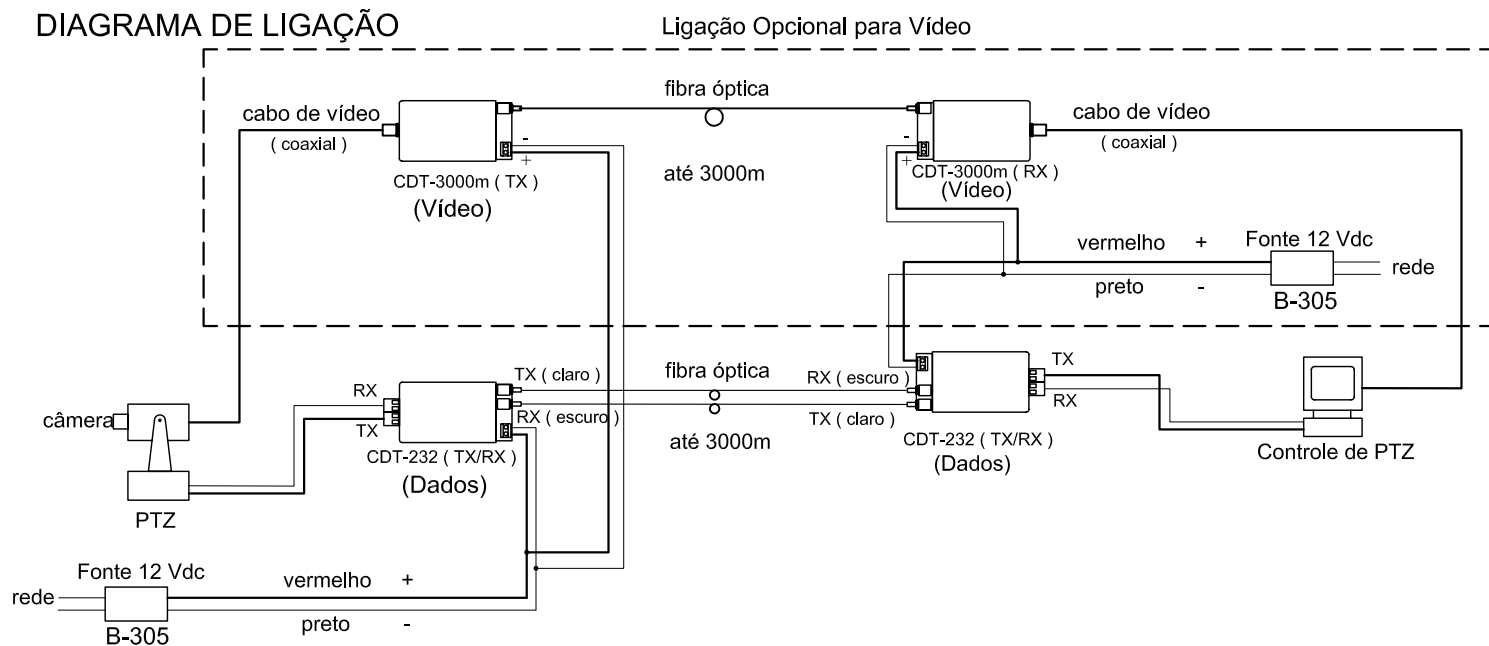 DIAGRAMA DE LIGAÇÃO
Ligação Opcional para Vídeo
cabo de vídeo
( coaxial )
fibra óptica
até 3000m
cabo de vídeo
( coaxial )
-
+
CDT-3000m ( TX )
(Vídeo)
-
+
CDT-3000m ( RX )
(Vídeo)
vermelho +
preto -
Fonte 12 Vdc
B-305
rede
câmera
PTZ
RX
TX
TX ( claro )
RX ( escuro )
CDT-232 ( TX/RX )
(Dados)
fibra óptica
até 3000m
RX ( escuro )
TX ( claro )
TX
RX
CDT-232 ( TX/RX )
(Dados)
Controle de PTZ
Fonte 12 Vdc
rede
B-305
vermelho +
preto -